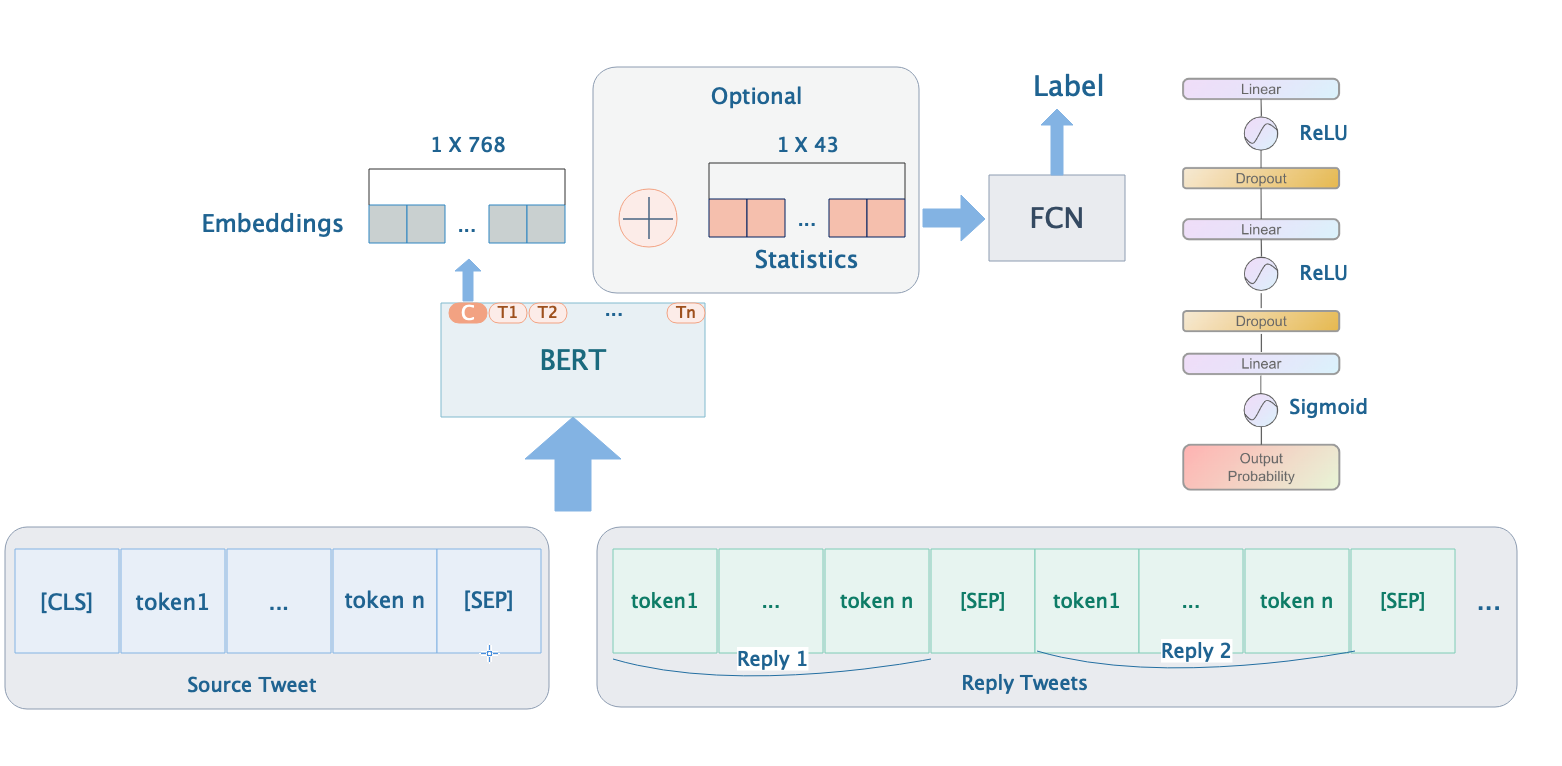 Optional
Label
1 X 768
1 X 43
Embeddings
...
...
Statistics
FCN
C
T1
T2
...
Tn
BERT
Linear
ReLU
Dropout
Linear
ReLU
Dropout
Linear
Sigmoid
Output
Probability
[CLS]
token1
...
token n
[SEP]
Source Tweet
token1
...
token n
[SEP]
token1
...
token n
[SEP]
...
Reply 1
Reply 2
Reply Tweets